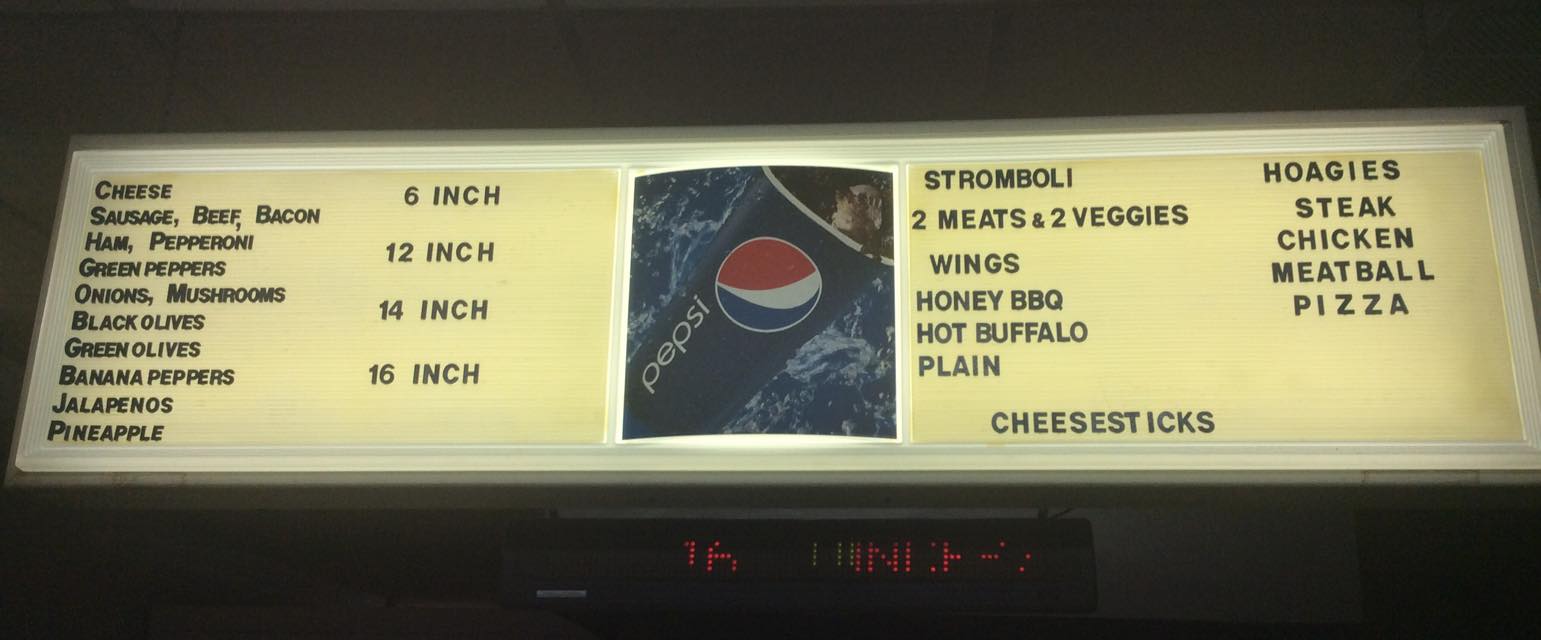 CHEESE
SAUSAGE, BEEF, BACON
HAM, PEPPERONI
GREEN PEPPERS
ONIONS, MUSHROOMS
BLACK OLIVES
GREEN OLIVES
BANANA PEPPERS
JALAPENOS
PINEAPPLE
6 INCH
12 INCH
14 INCH
16 INCH
pepsi
STROMBOLI
2 MEATS & 2 VEGGIES
WINGS
HONEY BBQ
HOT BUFFALO
PLAIN
CHEESESTICKS
HOAGIES
STEAK
CHICKEN
MEATBALL
PIZZA